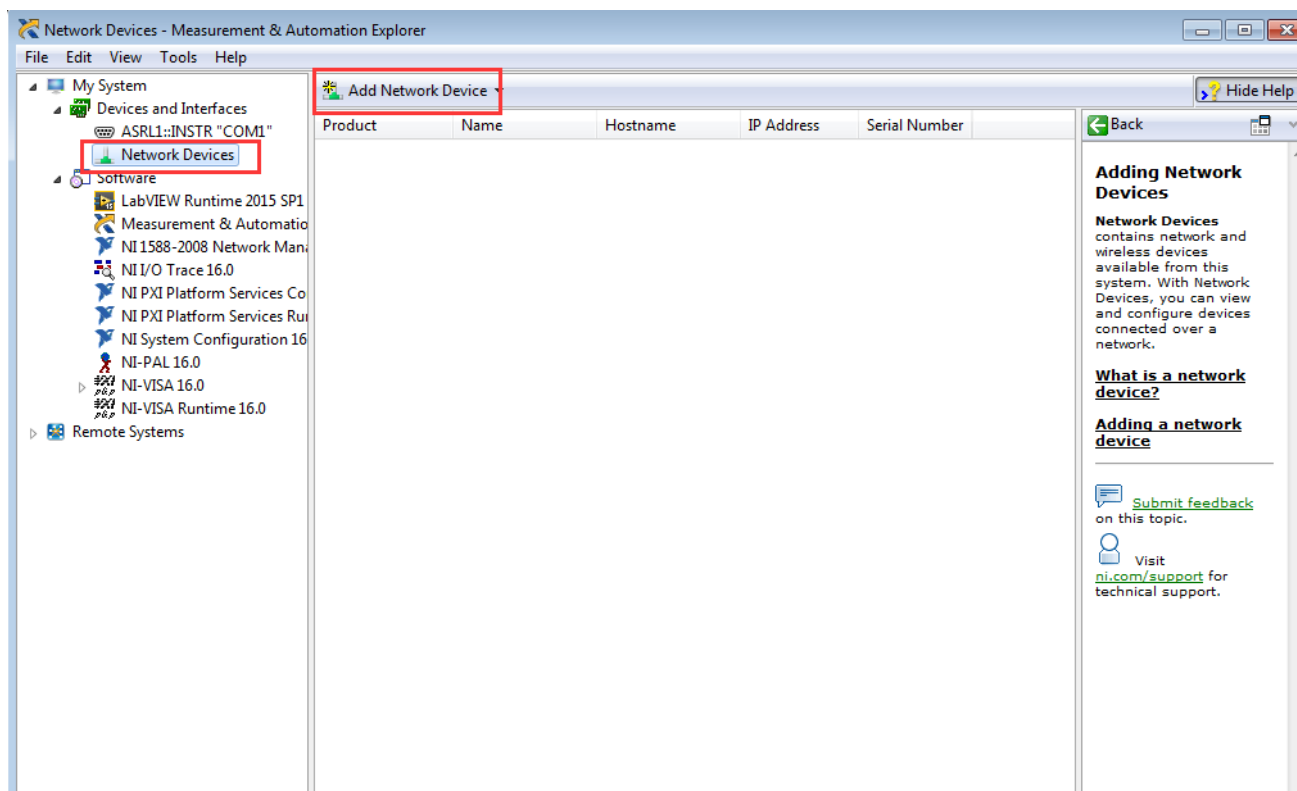 Network Devices - Measurement & Automation Explorer
File Edit View Tools Help
My System
Devices and Interfaces
ASRL1::INSTR "COM1"
Network Devices
Software
LabVIEW Runtime 2015 SP1
Measurement & Automatio
NI 1588-2008 Network Mana
NI I/O Trace 16.0
NI PXI Platform Services Co
NI PXI Platform Services Run
NI System Configuration 16
NI-PAL 16.0
NI-VISA 16.0
NI-VISA Runtime 16.0
Remote Systems
Add Network Device
Hide Help
Product Name Hostname IP Address Serial Number
Back
Adding Network
Devices
Network Devices
contains network and
wireless devices
available from this
system. With Network
Devices, you can view
and configure devices
connected over a
network.
What is a network
device?
Adding a network
device
Submit feedback
on this topic.
Visit
ni.com/support for
technical support.